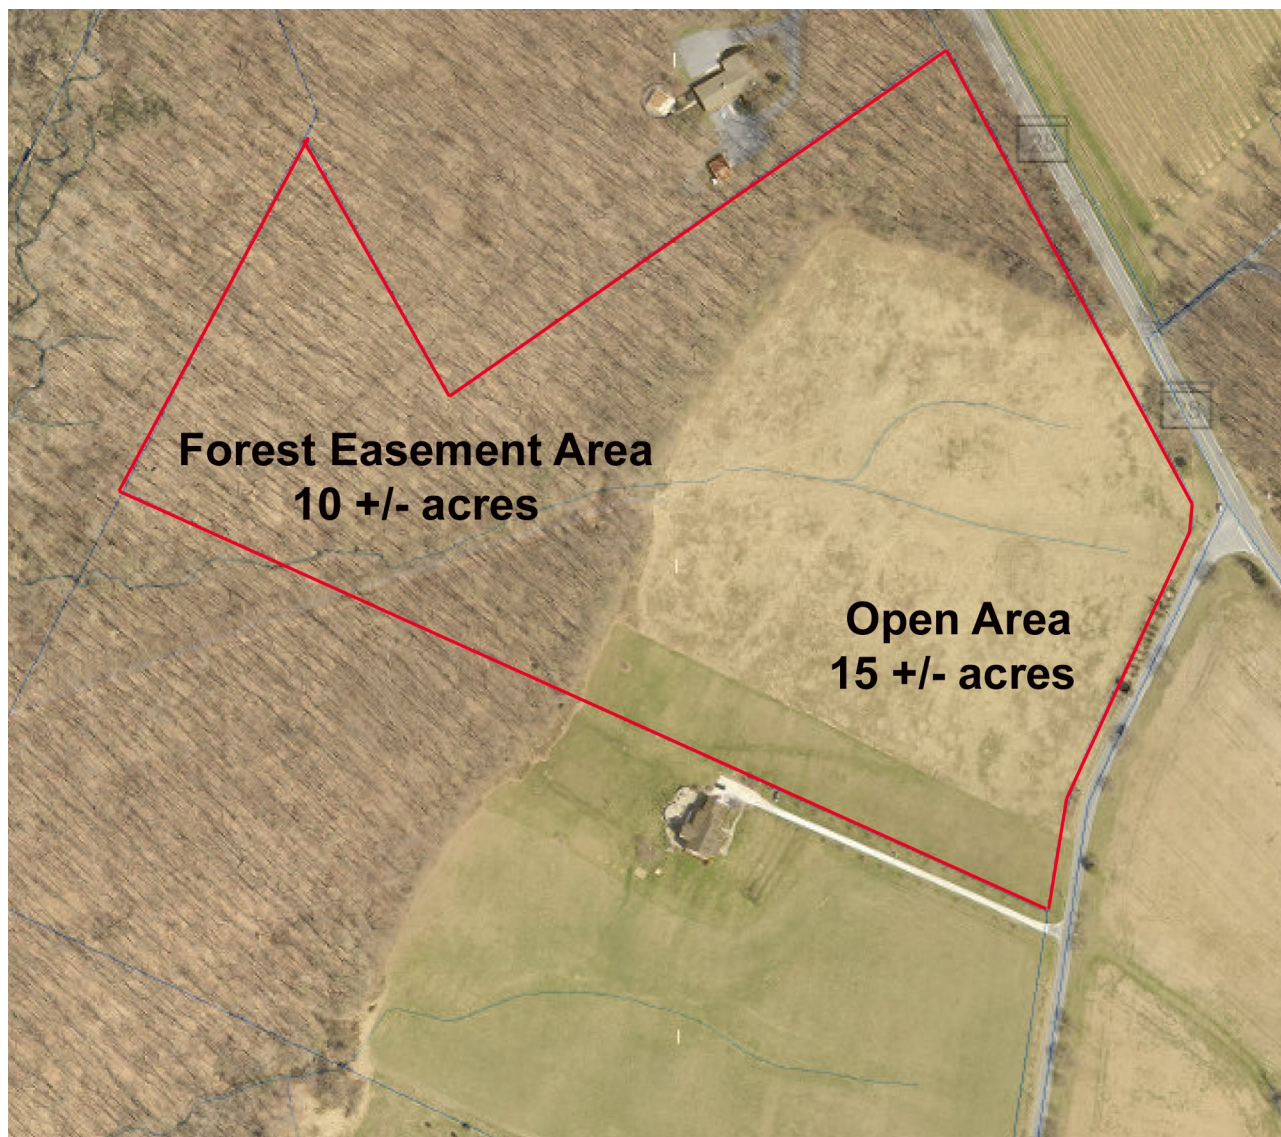 Forest Easement Area
10 +/- acres
Open Area
15 +/- acres